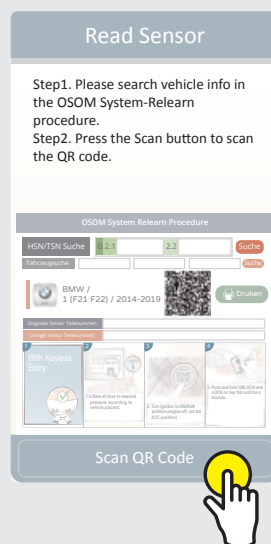 Read Sensor
Step1. Please search vehicle info in
the OSOM System-Relearn
procedure.
Step2. Press the Scan button to scan
the QR code.
OSOM System Relearn Procedure
HSN/TSN Suche B 2.1 2.2 Suche
Fahrzeugsuche Suche
BMW /
1 (F21 F22) / 2014-2019
Druken
Originale Sensor Teilenummer:
Orange Sensor Teilenummer:
1 2 3 4
With Keyless
Entry:
1.Inflate all tires to desired
pressure according to
vehicle placard.
2. Turn ignition to ON/RUN
position (engine off, not the
ACC position)
3. Push and hold UNLOCK and
LOCK on key fob until horn
sounds.
Scan QR Code